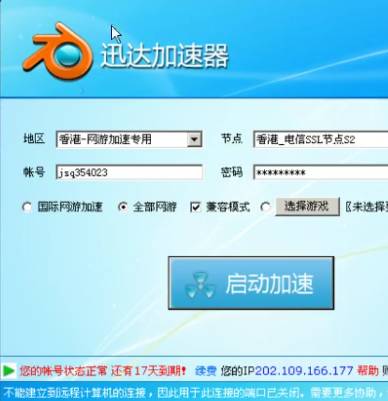 迅达加速器
地区 香港-网游加速专用 节点 香港_电信SSL节点S2
帐号 jsq354023 密码 *********
国际网游加速 全部网游 兼容模式 选择游戏 〖未选择
启动加速
您的帐号状态正常 还有17天到期! 续费 您的IP202.109.166.177 帮助
不能建立到远程计算机的连接，因此用于此连接的端口已关闭。需要更多协助，